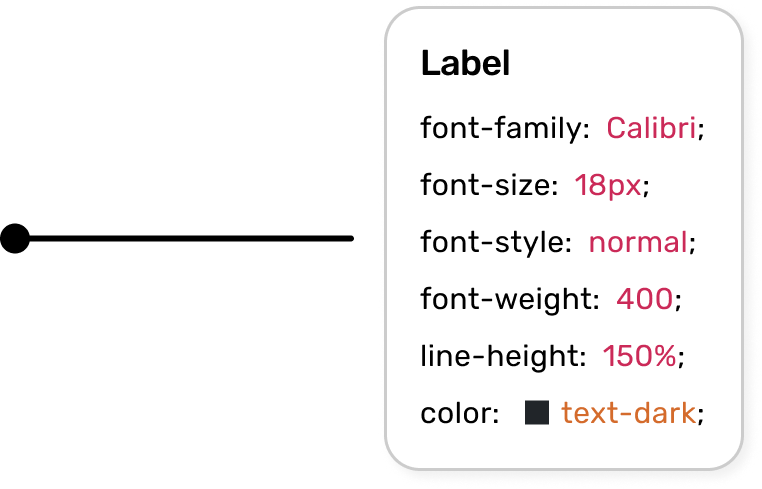 Label
font-family: Calibri;
font-size: 18px;
font-style: normal;
font-weight: 400;
line-height: 150%;
color: text-dark;